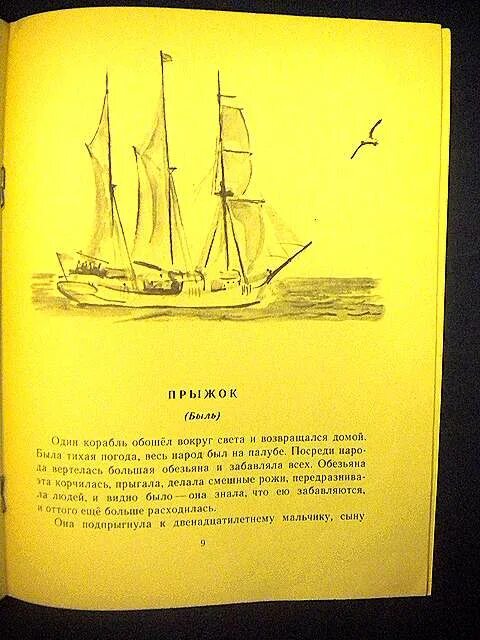 ПРЫЖОК
(Быль)
Один корабль обошёл вокруг света и возвращался домой.
Была тихая погода, весь народ был на палубе. Посреди наро-
да вертелась большая обезьяна и забавляла всех. Обезьяна
эта корчилась, прыгала, делала смешные рожи, передразнива-
ла людей, и видно было — она знала, что ею забавляются,
и оттого ещё больше расходилась.
Она подпрыгнула к двенадцатилетнему мальчику, сыну
9